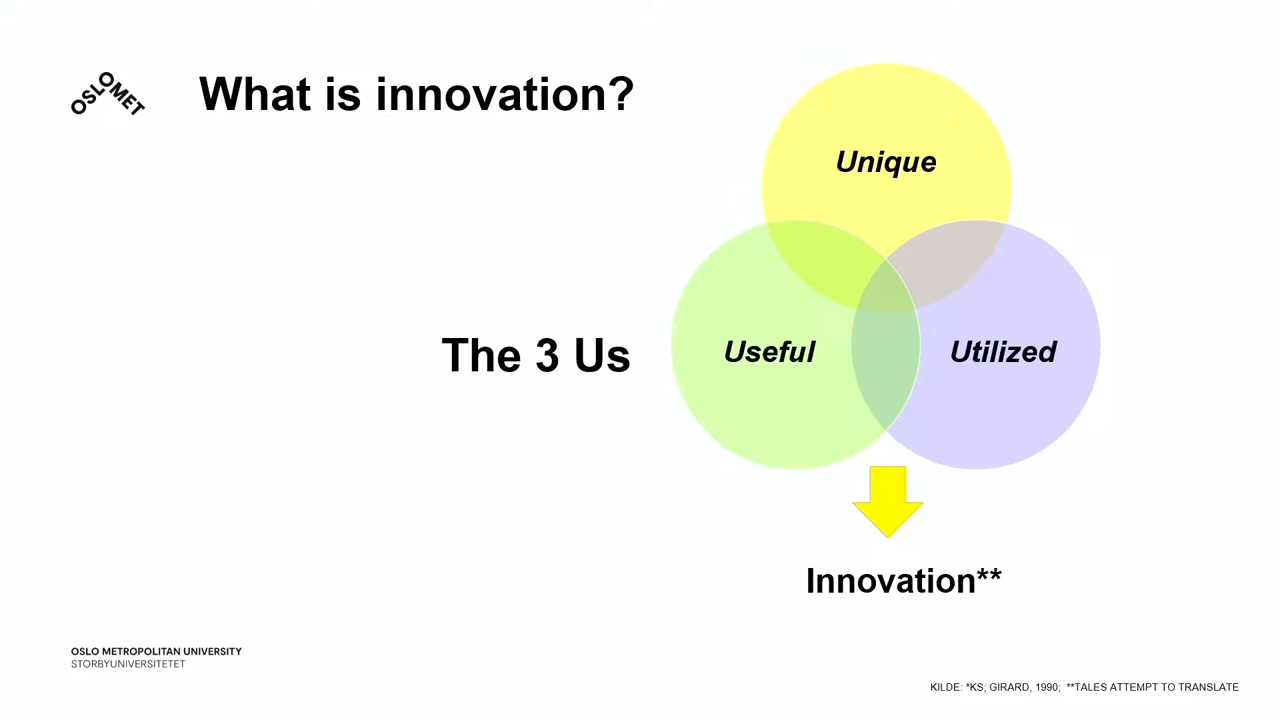 OSLOMET
What is innovation?
Unique
The 3 Us
Useful
Utilized
Innovation**
OSLO METROPOLITAN UNIVERSITY
STORBYUNIVERSITETET
KILDE: *KS; GIRARD, 1990; **TALES ATTEMPT TO TRANSLATE